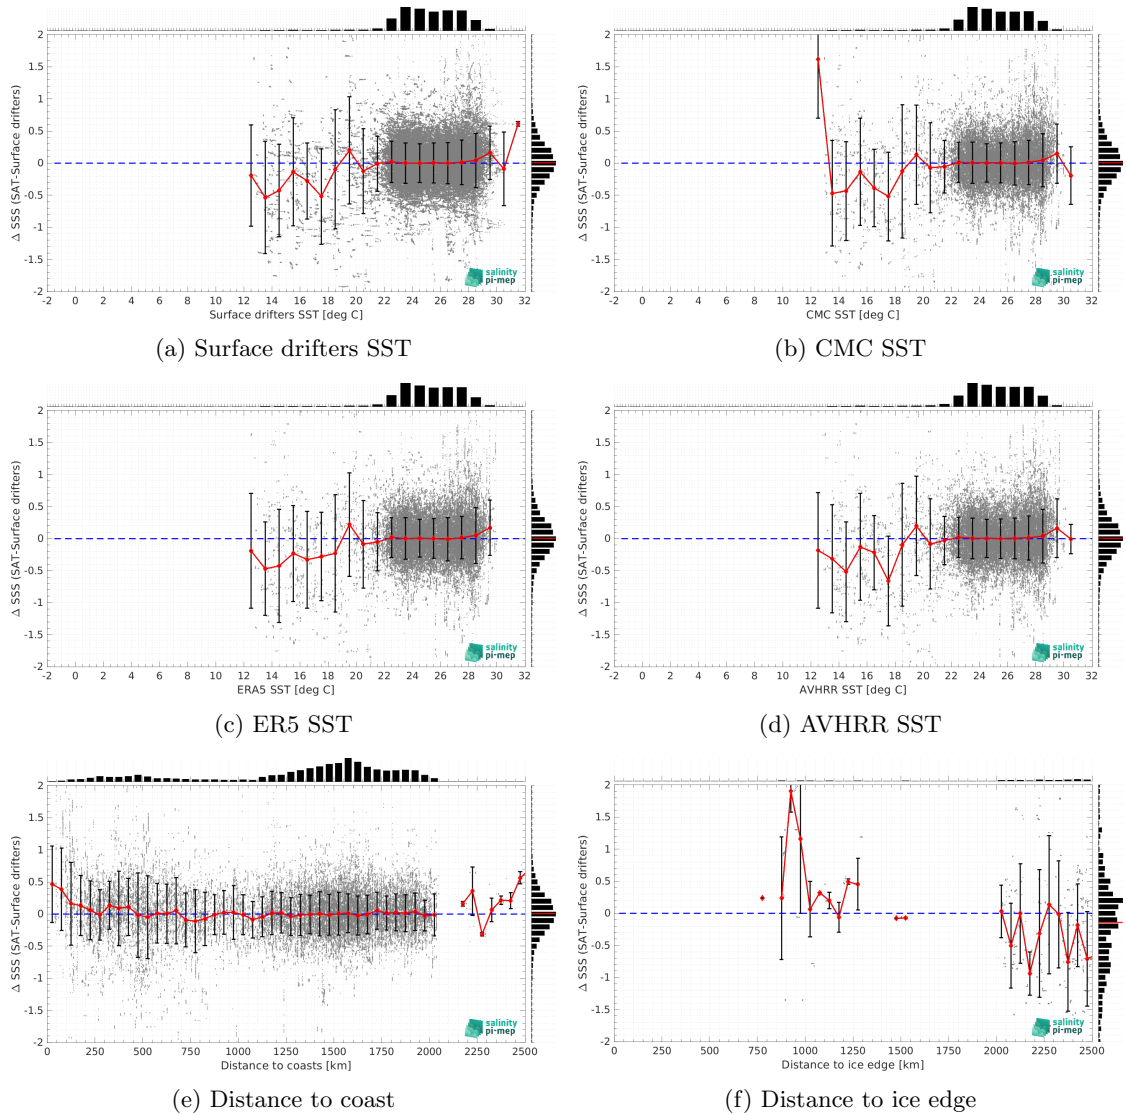 2
1.5
1
0.5
0
-0.5
-1
-1.5
-2
Δ SSS (SAT-Surface drifters)
-2 0 2 4 6 8 10 12 14 16 18 20 22 24 26 28 30 32
Surface drifters SST [deg C]
salinity
pi-mep
(a) Surface drifters SST
2
1.5
1
0.5
0
-0.5
-1
-1.5
-2
Δ SSS (SAT-Surface drifters)
-2 0 2 4 6 8 10 12 14 16 18 20 22 24 26 28 30 32
CMC SST [deg C]
salinity
pi-mep
(b) CMC SST
2
1.5
1
0.5
0
-0.5
-1
-1.5
-2
Δ SSS (SAT-Surface drifters)
-2 0 2 4 6 8 10 12 14 16 18 20 22 24 26 28 30 32
ERA5 SST [deg C]
salinity
pi-mep
(c) ER5 SST
2
1.5
1
0.5
0
-0.5
-1
-1.5
-2
Δ SSS (SAT-Surface drifters)
-2 0 2 4 6 8 10 12 14 16 18 20 22 24 26 28 30 32
AVHRR SST [deg C]
salinity
pi-mep
(d) AVHRR SST
2
1.5
1
0.5
0
-0.5
-1
-1.5
-2
Δ SSS (SAT-Surface drifters)
0 250 500 750 1000 1250 1500 1750 2000 2250 2500
Distance to coasts [km]
salinity
pi-mep
(e) Distance to coast
2
1.5
1
0.5
0
-0.5
-1
-1.5
-2
Δ SSS (SAT-Surface drifters)
0 250 500 750 1000 1250 1500 1750 2000 2250 2500
Distance to ice edge [km]
salinity
pi-mep
(f) Distance to ice edge